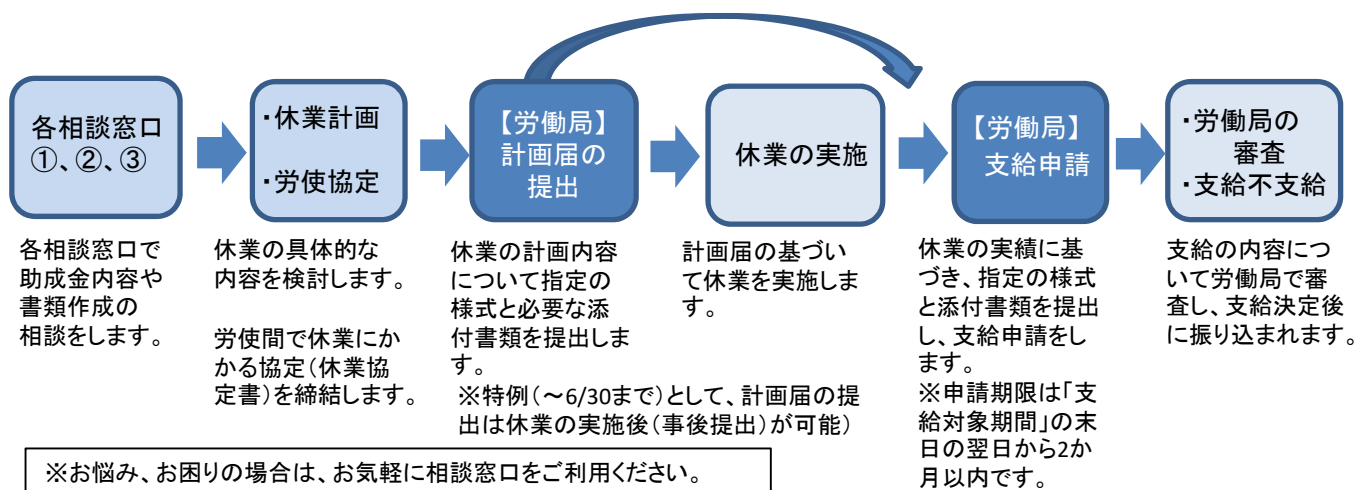 各相談窓口
①、②、③
・休業計画
・労使協定
【労働局】
計画届の
提出
休業の実施
【労働局】
支給申請
・労働局の
審査
・支給不支給
各相談窓口で
助成金内容や
書類作成の
相談をします。
休業の具体的な
内容を検討します。
労使間で休業にか
かる協定(休業協
定書)を締結します。
休業の計画内容
について指定の
様式と必要な添
付書類を提出しま
す。
※特例(～6/30まで)として、計画届の提
出は休業の実施後(事後提出)が可能)
計画届の基づい
て休業を実施しま
す。
休業の実績に基
づき、指定の様式
と添付書類を提出
し、支給申請をし
ます。
※申請期限は「支
給対象期間」の末
日の翌日から2か
月以内です。
支給の内容につ
いて労働局で審
査し、支給決定後
に振り込まれます。
※お悩み、お困りの場合は、お気軽に相談窓口をご利用ください。